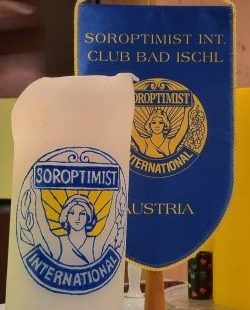 SOROPTIMIST INT.
CLUB BAD ISCHL
SOROPTIMIST
INTERNATIONAL
AUSTRIA
SOROPTIMIST
INTERNATIONAL